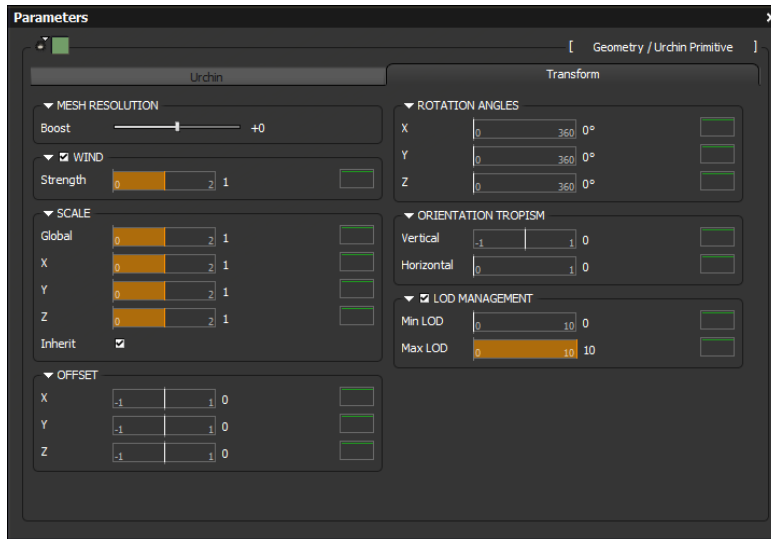 Parameters
[ Geometry / Urchin Primitive ]
Urchin
Transform
MESH RESOLUTION
Boost +0
WIND
Strength 0 2 1
SCALE
Global 0 2 1
X 0 2 1
Y 0 2 1
Z 0 2 1
Inherit
OFFSET
X -1 1 0
Y -1 1 0
Z -1 1 0
ROTATION ANGLES
X 0 360 0°
Y 0 360 0°
Z 0 360 0°
ORIENTATION TROPISM
Vertical -1 1 0
Horizontal 0 1 0
LOD MANAGEMENT
Min LOD 0 10 0
Max LOD 0 10 10